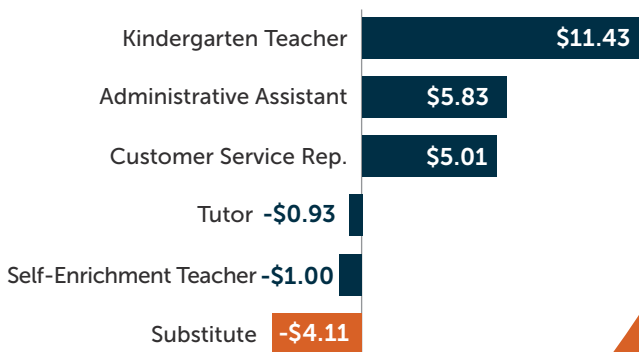 Kindergarten Teacher $11.43
Administrative Assistant $5.83
Customer Service Rep. $5.01
Tutor -$0.93
Self-Enrichment Teacher -$1.00
Substitute -$4.11